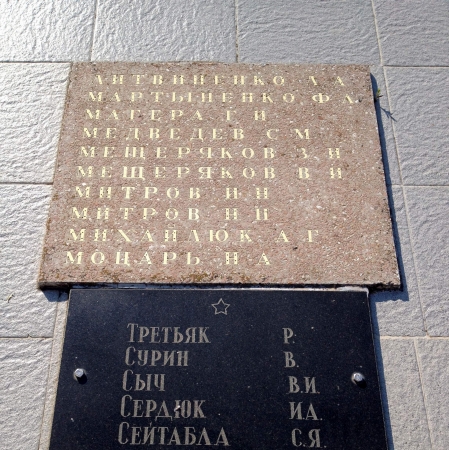 ЛИТВИНЕНКО Л А
МАРТЫНЕНКО Ф Л
МАТЕРА Г И
МЕДВЕДЕВ С М
МЕЩЕРЯКОВ З И
МЕЩЕРЯКОВ В И
МИТРОВ И Н
МИТРОВ Н П
МИХАЙЛЮК А Г
МОЦАРЬ Н А
ТРЕТЬЯК Р.
СУРИН В.
СЫЧ В.И.
СЕРДЮК И.Д.
СЕЙТАБЛА С.Я